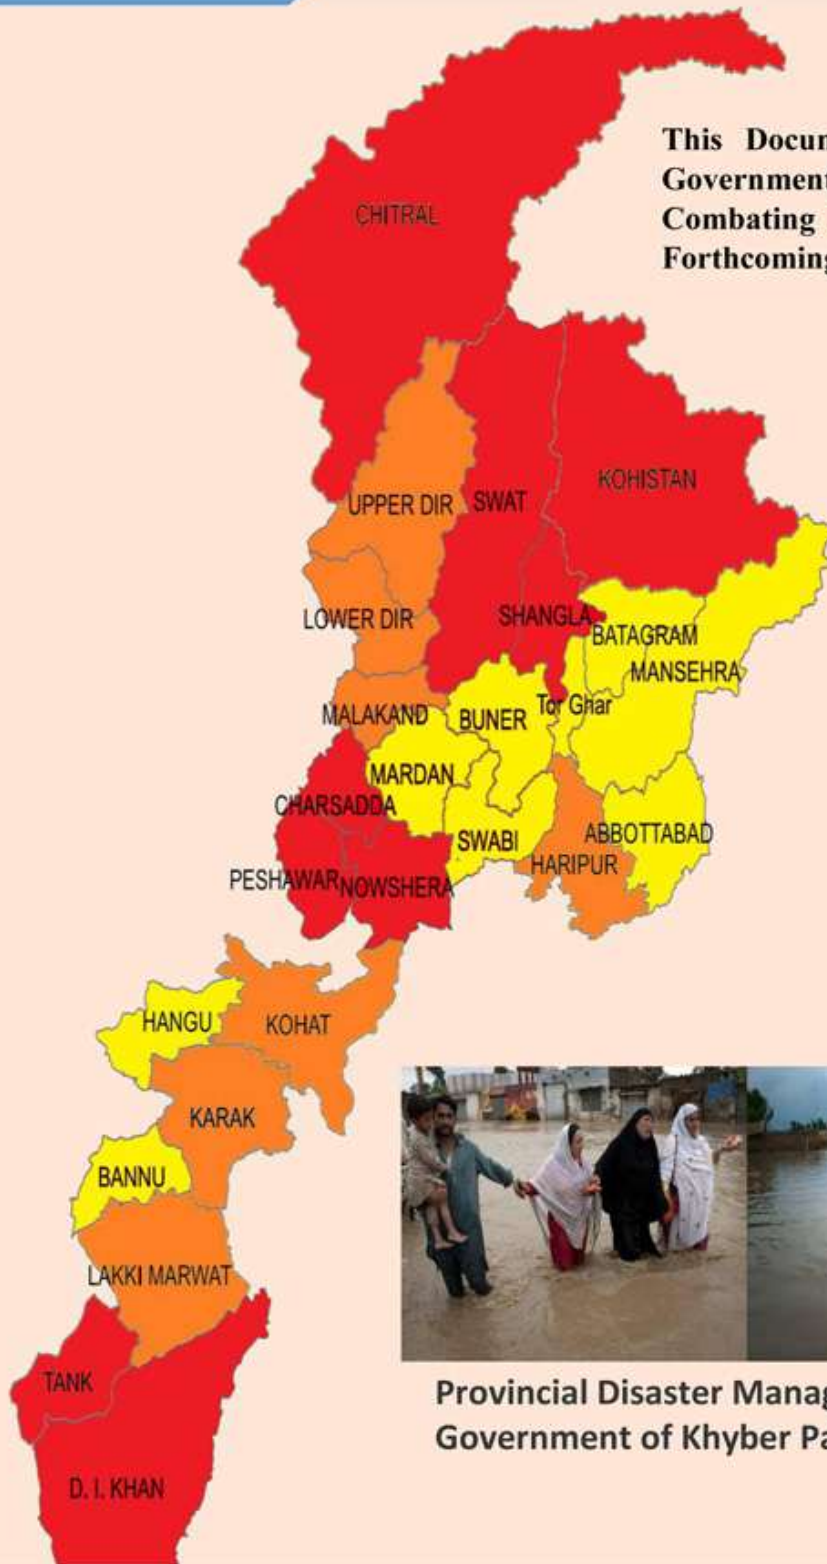 This Docum
Government
Combating
Forthcoming
CHITRAL
KOHISTAN
UPPER DIR
SWAT
LOWER DIR
SHANGLA
BATAGRAM
MANSEHRA
Tor Ghar
MALAKAND
BUNER
MARDAN
CHARSADDA
ABBOTTABAD
SWABI
HARIPUR
PESHAWAR
NOWSHERA
HANGU
KOHAT
KARAK
BANNU
LAKKI MARWAT
TANK
Provincial Disaster Manag
Government of Khyber Pa
D. I. KHAN